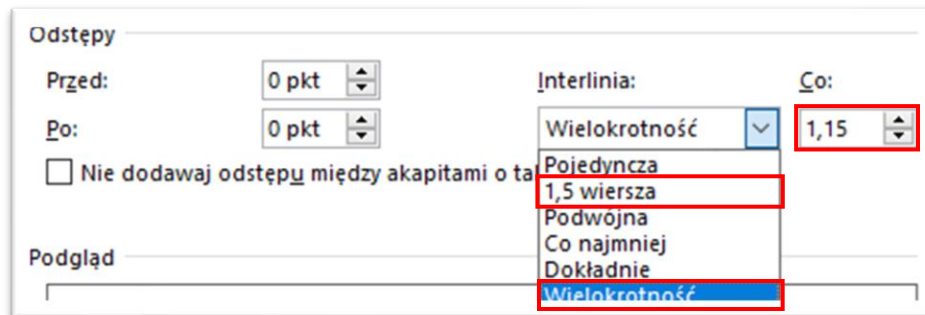 Odstępy
Przed: 0 pkt Interlinia: Co:
Po: 0 pkt Wielokrotność 1,15
Nie dodawaj odstępu między akapitami o
Pojedyncza
1,5 wiersza
Podwójna
Co najmniej
Dokładnie
Wielokrotność
Podgląd